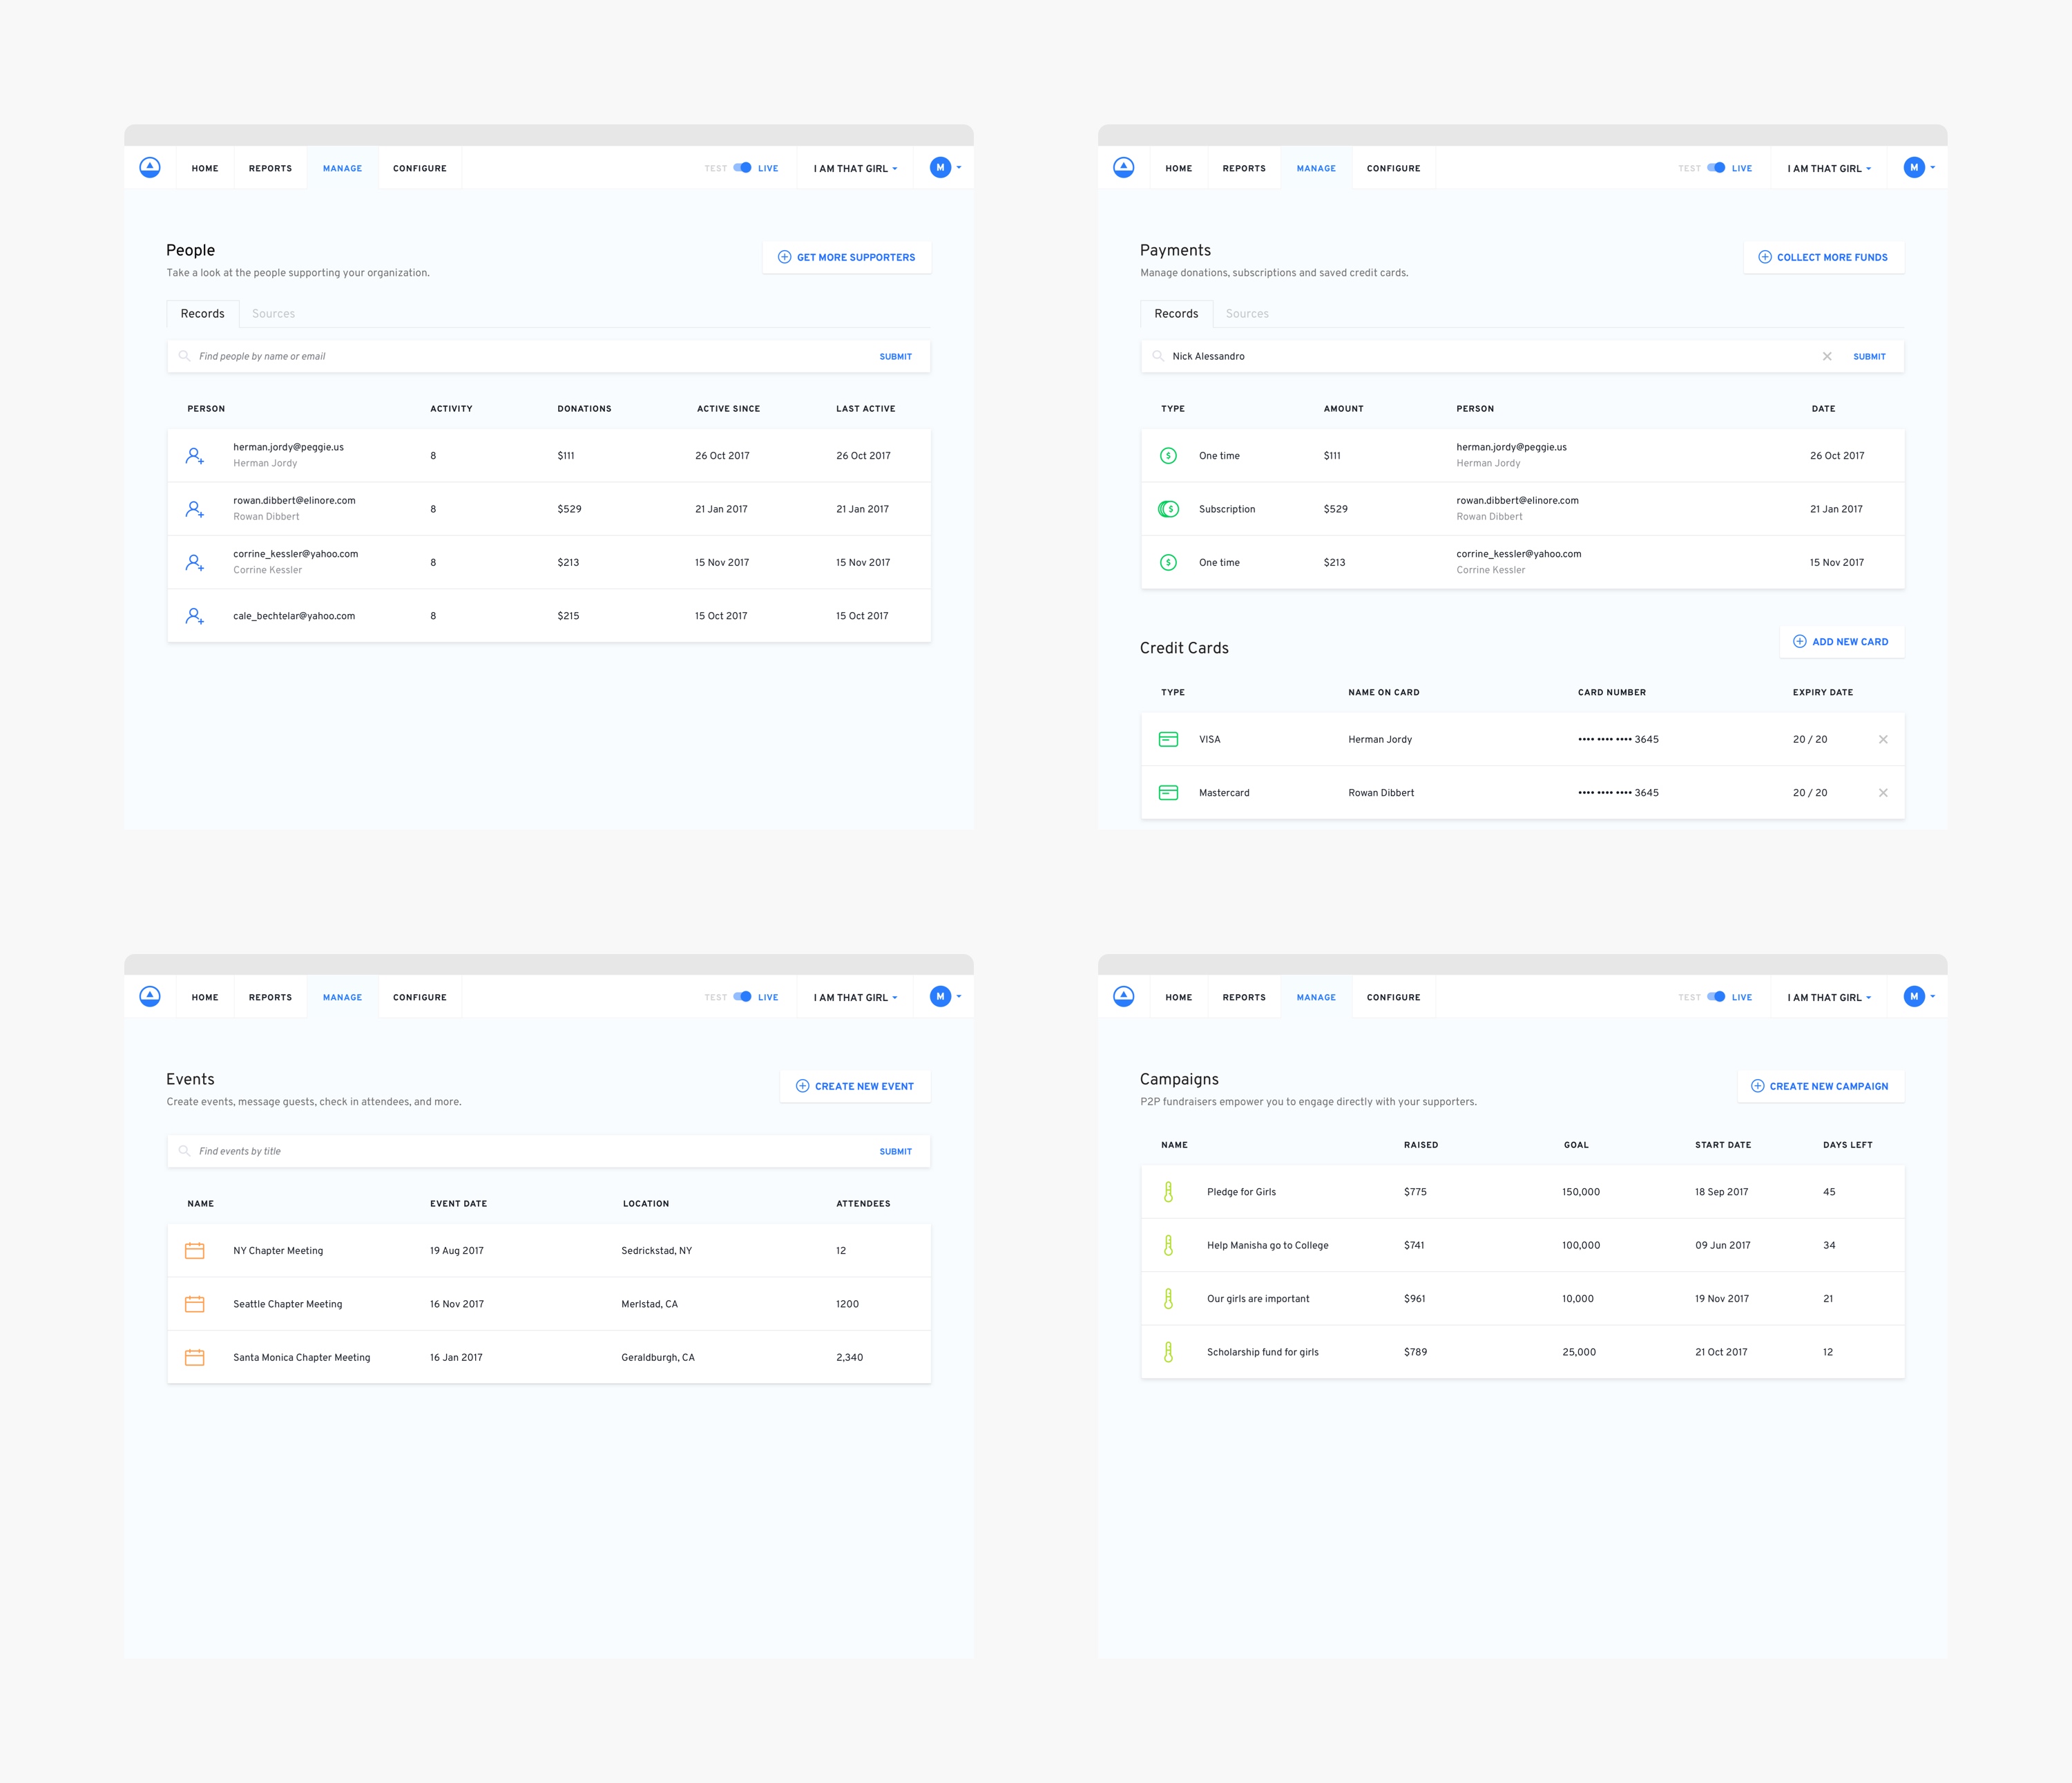 HOME REPORTS MANAGE CONFIGURE TEST LIVE I AM THAT GIRL M
People
GET MORE SUPPORTERS
Take a look at the people supporting your organization.
Records Sources
Find people by name or email SUBMIT
PERSON ACTIVITY DONATIONS ACTIVE SINCE LAST ACTIVE
herman.jordy@peggie.us
Herman Jordy
8 $111 26 Oct 2017 26 Oct 2017
rowan.dibbert@elinore.com
Rowan Dibbert
8 $529 21 Jan 2017 21 Jan 2017
corrine_kessler@yahoo.com
Corrine Kessler
8 $213 15 Nov 2017 15 Nov 2017
cale_bechtelar@yahoo.com 8 $215 15 Oct 2017 15 Oct 2017
HOME REPORTS MANAGE CONFIGURE TEST LIVE I AM THAT GIRL M
Payments
COLLECT MORE FUNDS
Manage donations, subscriptions and saved credit cards.
Records Sources
Nick Alessandro SUBMIT
TYPE AMOUNT PERSON DATE
One time $111
herman.jordy@peggie.us
Herman Jordy
26 Oct 2017
Subscription $529
rowan.dibbert@elinore.com
Rowan Dibbert
21 Jan 2017
One time $213
corrine_kessler@yahoo.com
Corrine Kessler
15 Nov 2017
Credit Cards
ADD NEW CARD
TYPE NAME ON CARD CARD NUMBER EXPIRY DATE
VISA Herman Jordy •••• •••• •••• 3645 20 / 20
Mastercard Rowan Dibbert •••• •••• •••• 3645 20 / 20
HOME REPORTS MANAGE CONFIGURE TEST LIVE I AM THAT GIRL M
Events
CREATE NEW EVENT
Create events, message guests, check in attendees, and more.
Find events by title SUBMIT
NAME EVENT DATE LOCATION ATTENDEES
NY Chapter Meeting 19 Aug 2017 Sedrickstad, NY 12
Seattle Chapter Meeting 16 Nov 2017 Merlstad, CA 1200
Santa Monica Chapter Meeting 16 Jan 2017 Geraldburgh, CA 2,340
HOME REPORTS MANAGE CONFIGURE TEST LIVE I AM THAT GIRL M
Campaigns
CREATE NEW CAMPAIGN
P2P fundraisers empower you to engage directly with your supporters.
NAME RAISED GOAL START DATE DAYS LEFT
Pledge for Girls $775 150,000 18 Sep 2017 45
Help Manisha go to College $741 100,000 09 Jun 2017 34
Our girls are important $961 10,000 19 Nov 2017 21
Scholarship fund for girls $789 25,000 21 Oct 2017 12